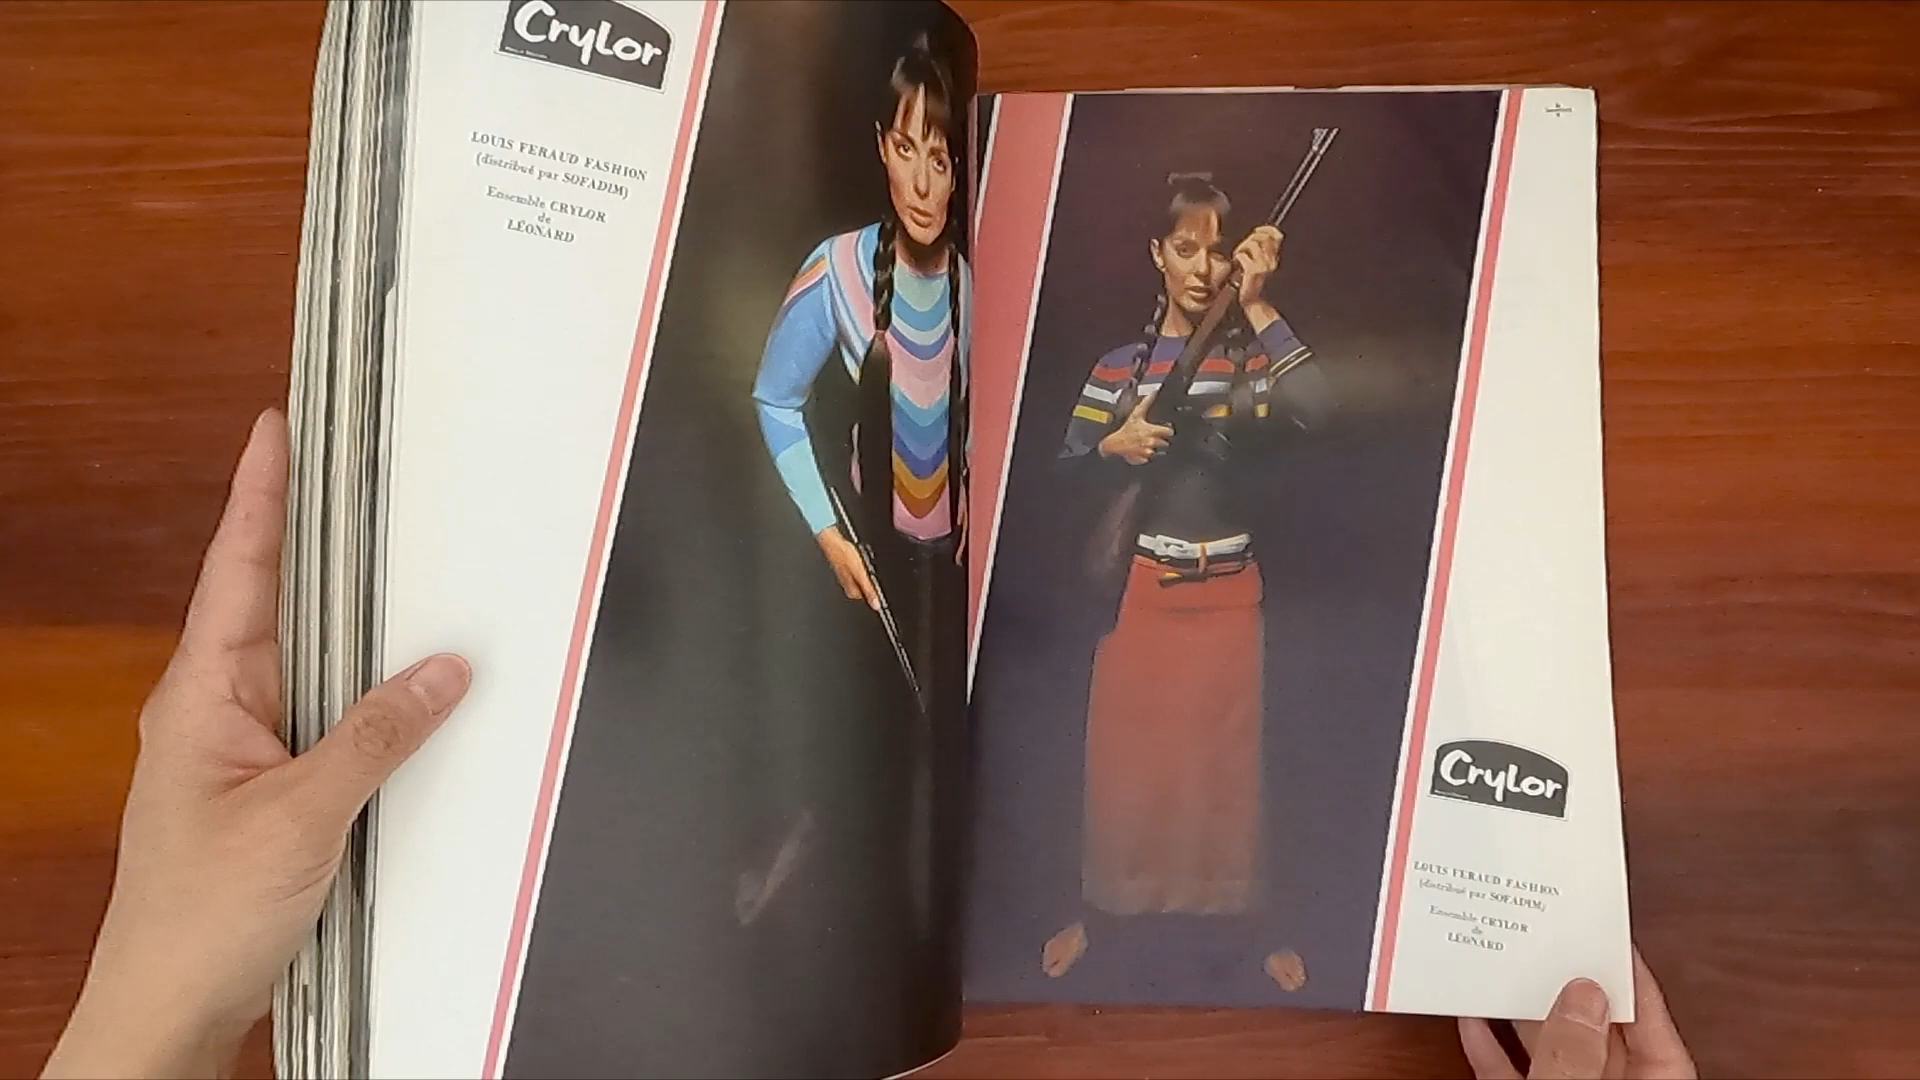 Crylor
LOUIS FERAUD FASHION
(distribué par SOFADIM)
Ensemble CRYLOR
de
LÉONARD
Crylor
LOUIS FERAUD FASHION
(distribué par SOFADIM)
Ensemble CRYLOR
de
LÉONARD